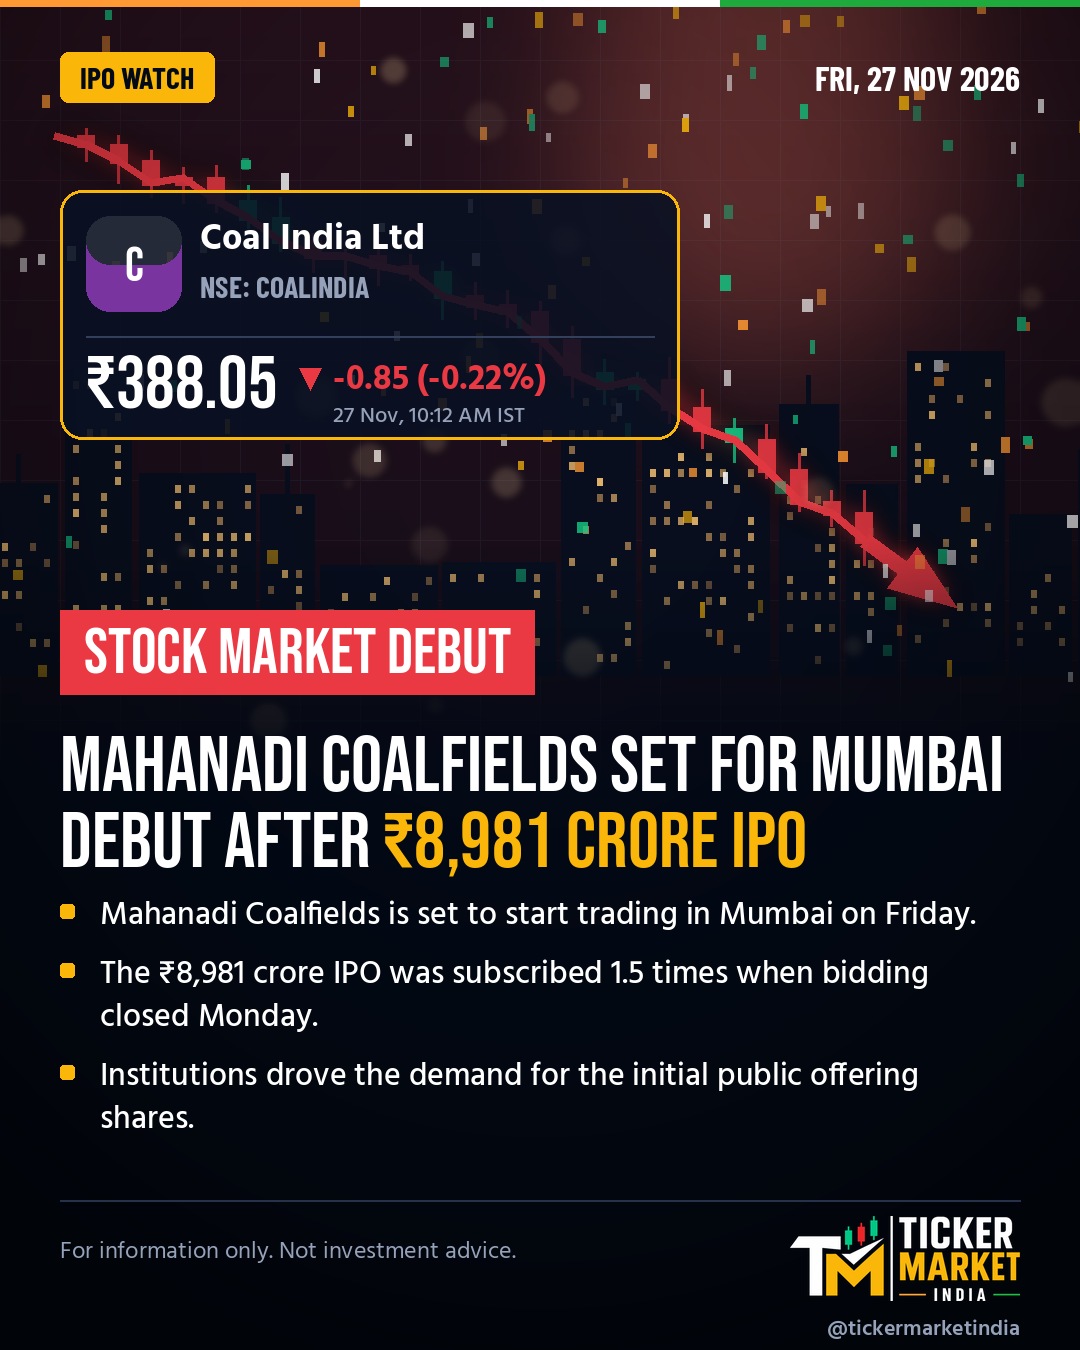 IPO WATCH
FRI, 27 NOV 2026
C
Coal India Ltd
NSE: COALINDIA
₹388.05
▼ -0.85 (-0.22%)
27 Nov, 10:12 AM IST
STOCK MARKET DEBUT
MAHANADI COALFIELDS SET FOR MUMBAI
DEBUT AFTER ₹8,981 CRORE IPO
Mahanadi Coalfields is set to start trading in Mumbai on Friday.
The ₹8,981 crore IPO was subscribed 1.5 times when bidding
closed Monday.
Institutions drove the demand for the initial public offering
shares.
For information only. Not investment advice.
TM
TICKER
MARKET
INDIA
@tickermarketindia